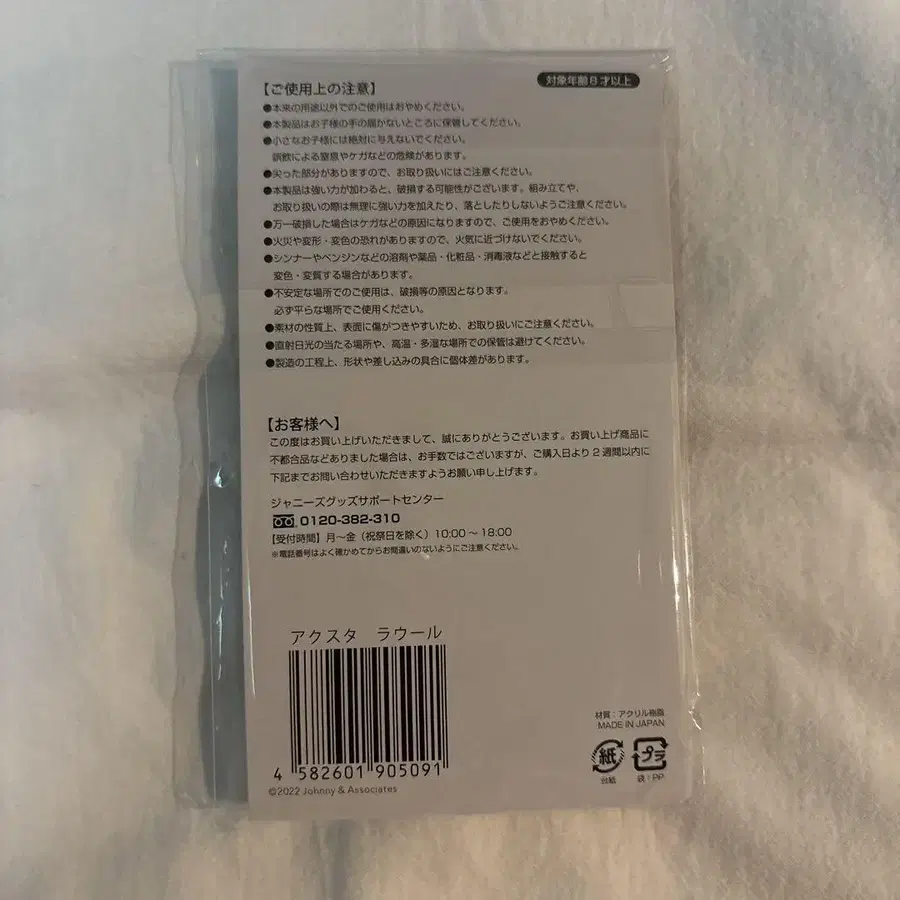 【ご使用上の注意】
対象年齢8才以上
●本来の用途以外でのご使用はおやめください。
●本製品はお子様の手の届かないところに保管してください。
●小さなお子様には絶対に与えないでください。
誤飲による窒息やケガなどの危険があります。
●尖った部分がありますので、お取り扱いにはご注意ください。
●本製品は強い力が加わると、破損する可能性がございます。組み立てや、
お取り扱いの際は無理に強い力を加えたり、落としたりしないようご注意ください。
●万一破損した場合はケガなどの原因になりますので、ご使用をおやめください。
●火災や変形・変色の恐れがありますので、火気に近づけないでください。
●シンナーやベンジンなどの溶剤や薬品・化粧品・消毒液などと接触すると
変色・変質する場合があります。
●不安定な場所でのご使用は、破損等の原因となります。
必ず平らな場所でご使用ください。
●素材の性質上、表面に傷がつきやすいため、お取り扱いにご注意ください。
●直射日光の当たる場所や、高温・多湿な場所での保管は避けてください。
●製造の工程上、形状や差し込みの具合に個体差があります。
【お客様へ】
この度はお買い上げいただきまして、誠にありがとうございます。お買い上げ商品に
不都合品などありました場合は、お手数ではございますが、ご購入日より2週間以内に
下記までお問い合わせいただきますようお願い申し上げます。
ジャニーズグッズサポートセンター
0120-382-310
【受付時間】月〜金（祝祭日を除く）10:00〜18:00
※電話番号はよく確かめてからお間違いのないようにご注意ください。
アクスタ ラウール
4 582601 905091
©2022 Johnny & Associates
材質：アクリル樹脂
MADE IN JAPAN
紙
台紙
プラ
袋：PP